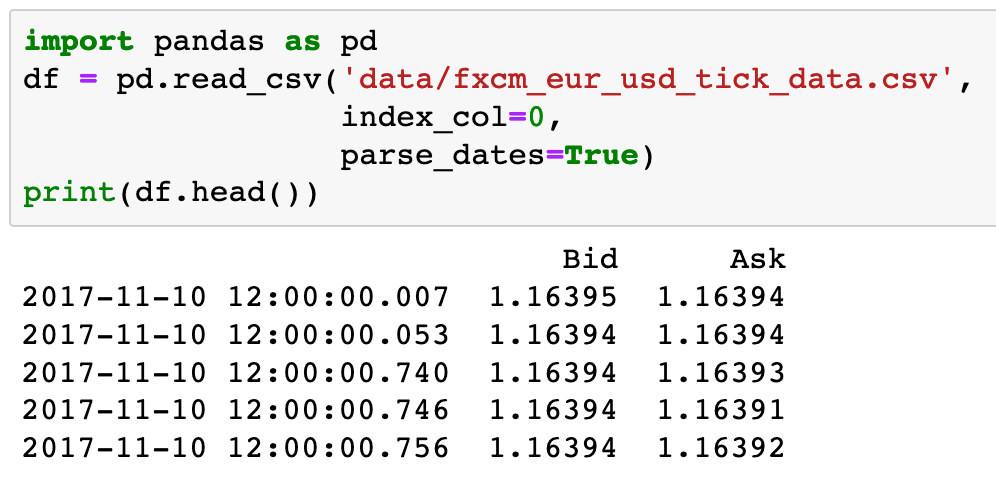 import pandas as pd
df = pd.read_csv('data/fxcm_eur_usd_tick_data.csv',
                 index_col=0,
                 parse_dates=True)
print(df.head())
                             Bid      Ask
2017-11-10 12:00:00.007  1.16395  1.16394
2017-11-10 12:00:00.053  1.16394  1.16394
2017-11-10 12:00:00.740  1.16394  1.16393
2017-11-10 12:00:00.746  1.16394  1.16391
2017-11-10 12:00:00.756  1.16394  1.16392